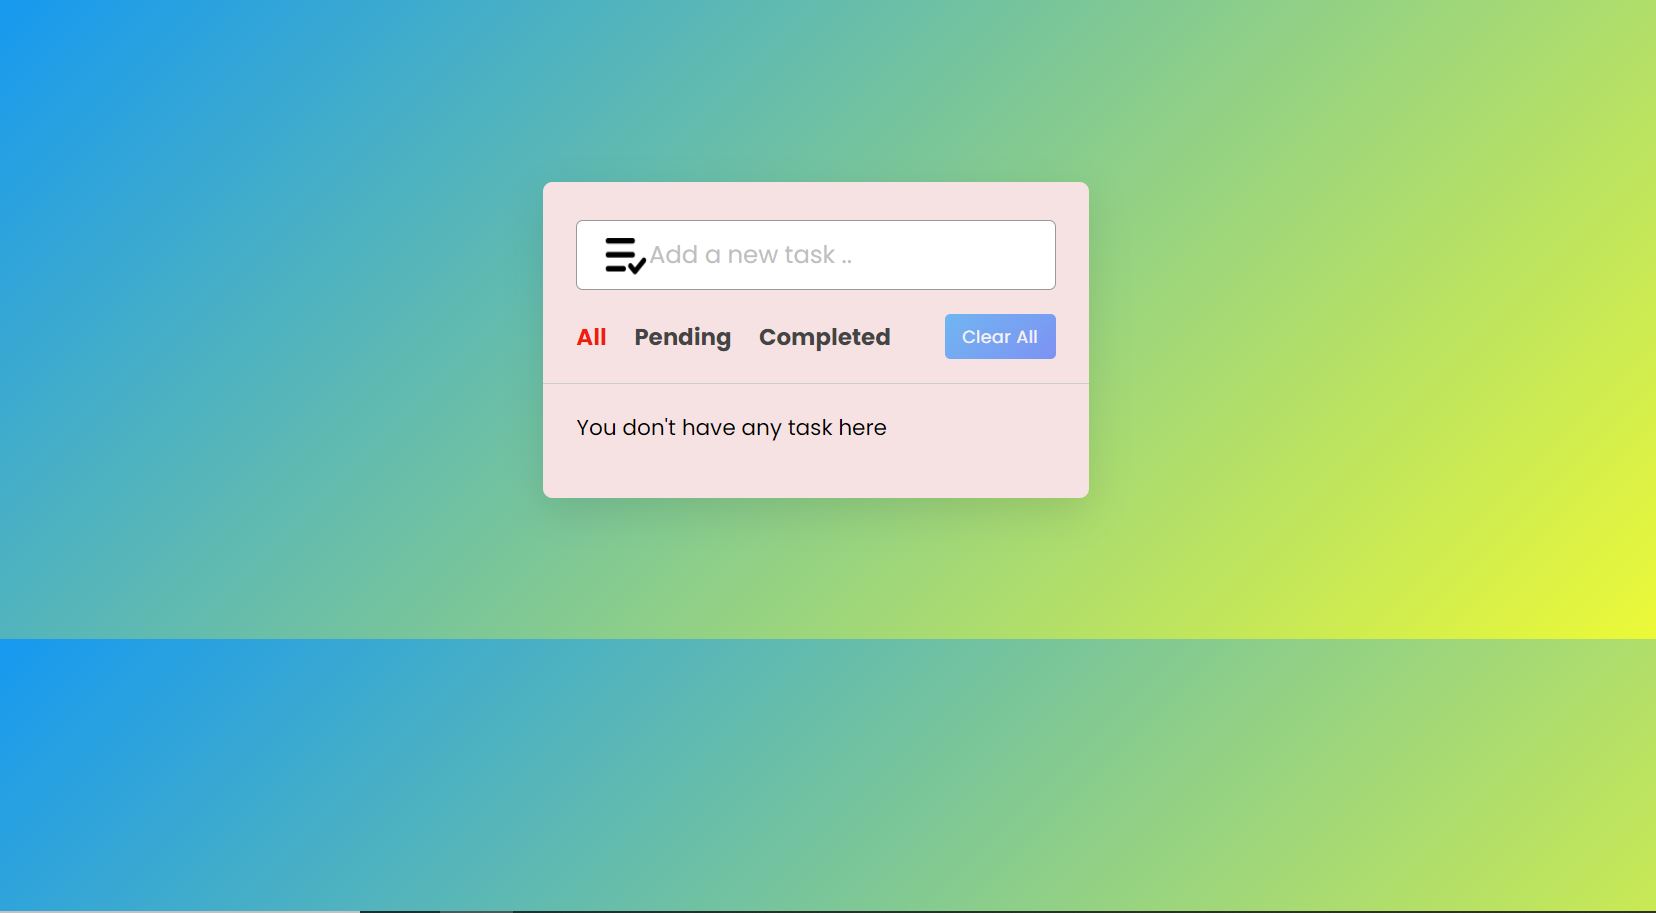 Add a new task ..
All Pending Completed Clear All
You don't have any task here